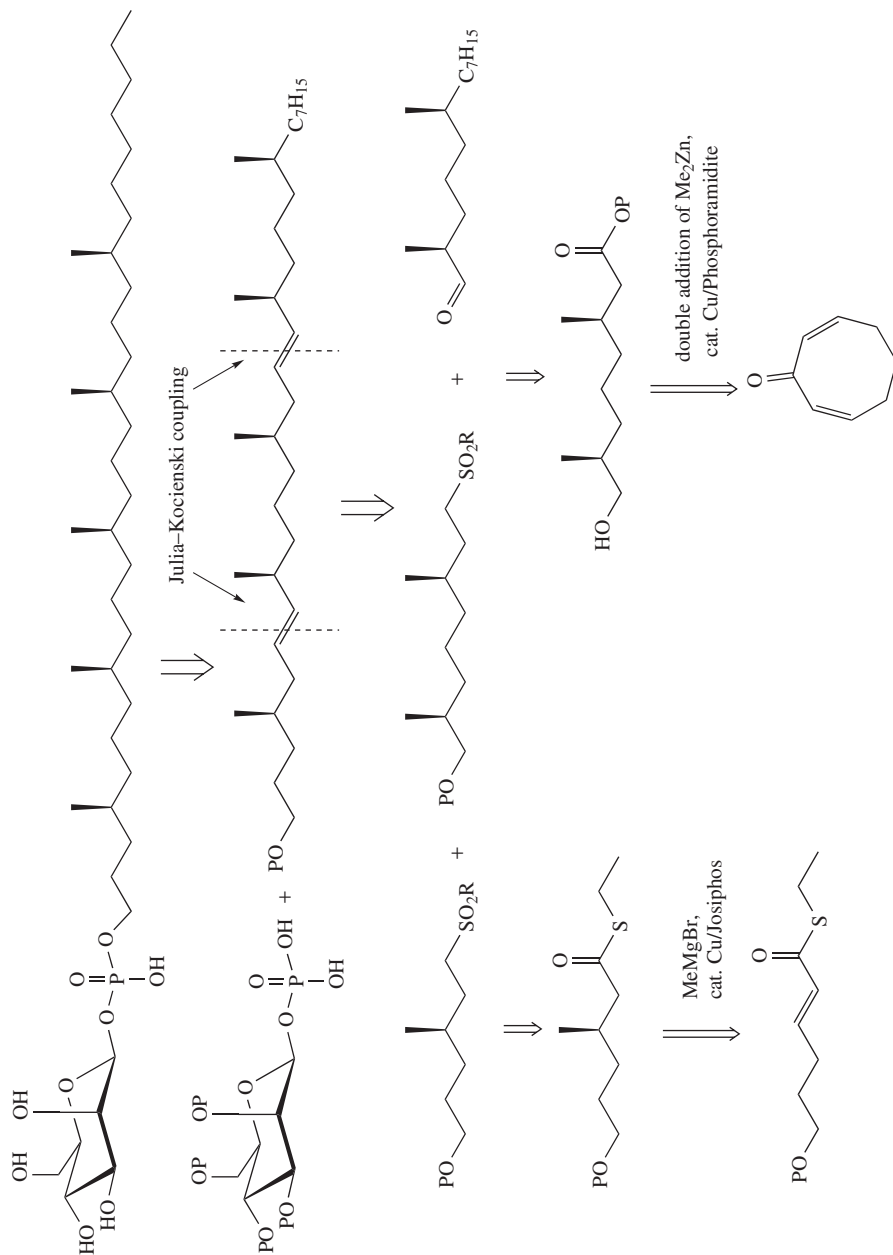 OH
OH
O
HO
HO
O
O
P
O
OH
Julia–Kocienski coupling
OP
OP
O
PO
PO
O
O
P
OH
OH
+
PO
C7H15
PO
SO2R
+
PO
SO2R
+
O
C7H15
PO
O
S
HO
O
OP
MeMgBr,
cat. Cu/Josiphos
double addition of Me2Zn,
cat. Cu/Phosphoramidite
PO
O
S
O